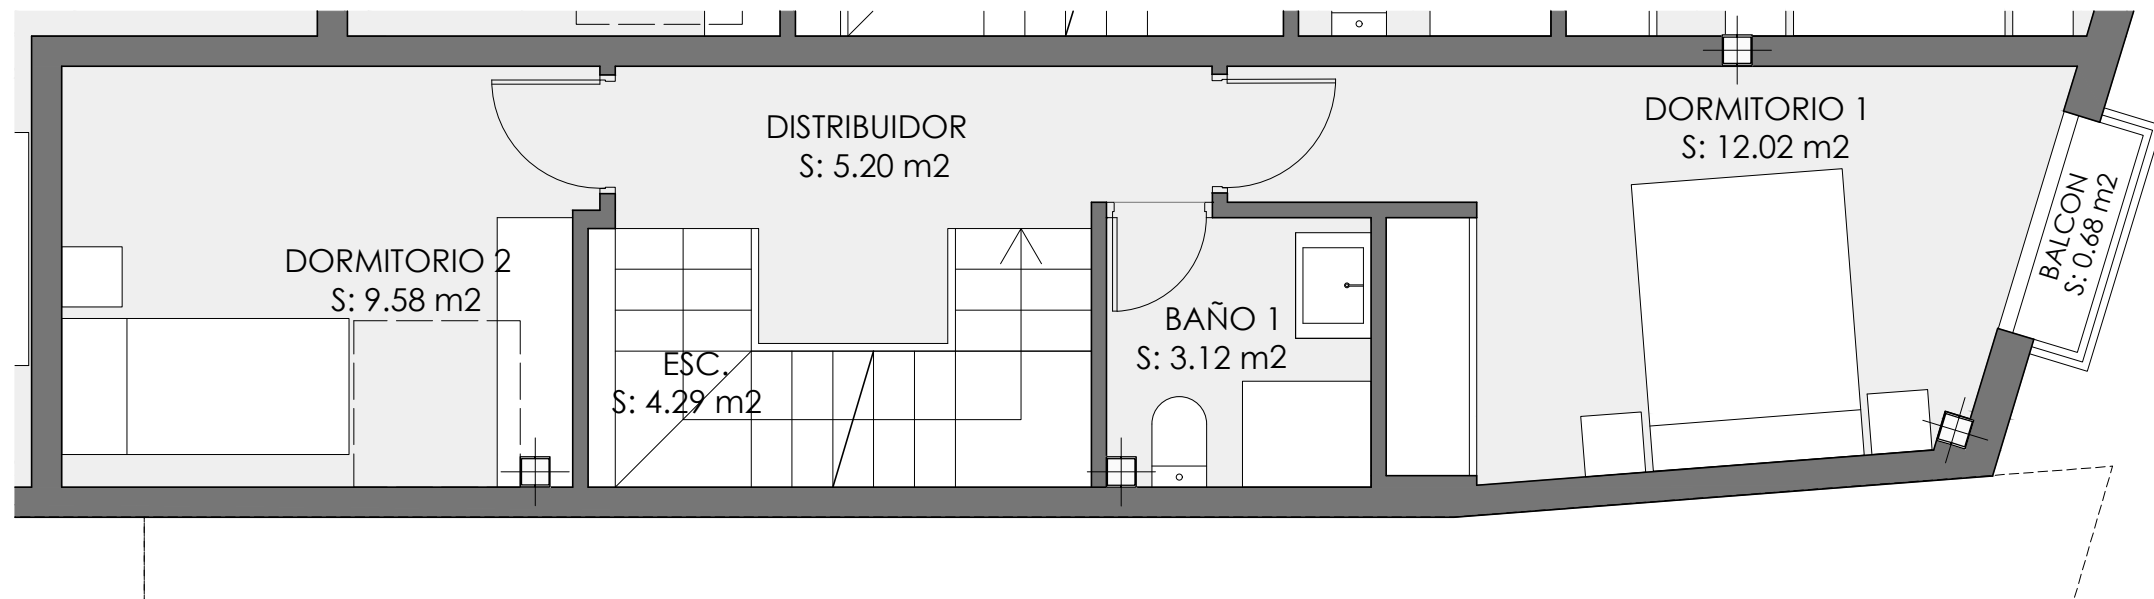 DORMITORIO 1
S: 12.02 m2
DISTRIBUIDOR
S: 5.20 m2
BALCON
S: 0.68 m2
DORMITORIO 2
S: 9.58 m2
BAÑO 1
S: 3.12 m2
ESC.
S: 4.29 m2